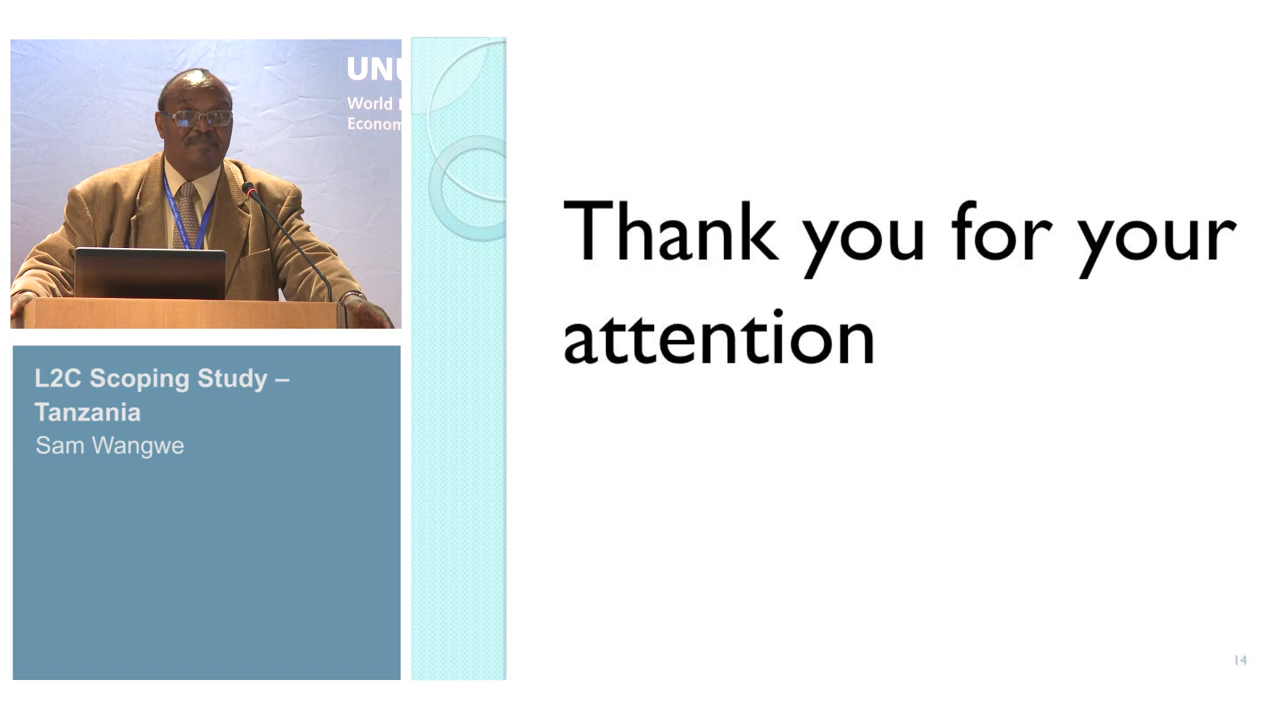 UNU
World
Econom
L2C Scoping Study –
Tanzania
Sam Wangwe
Thank you for your
attention
14